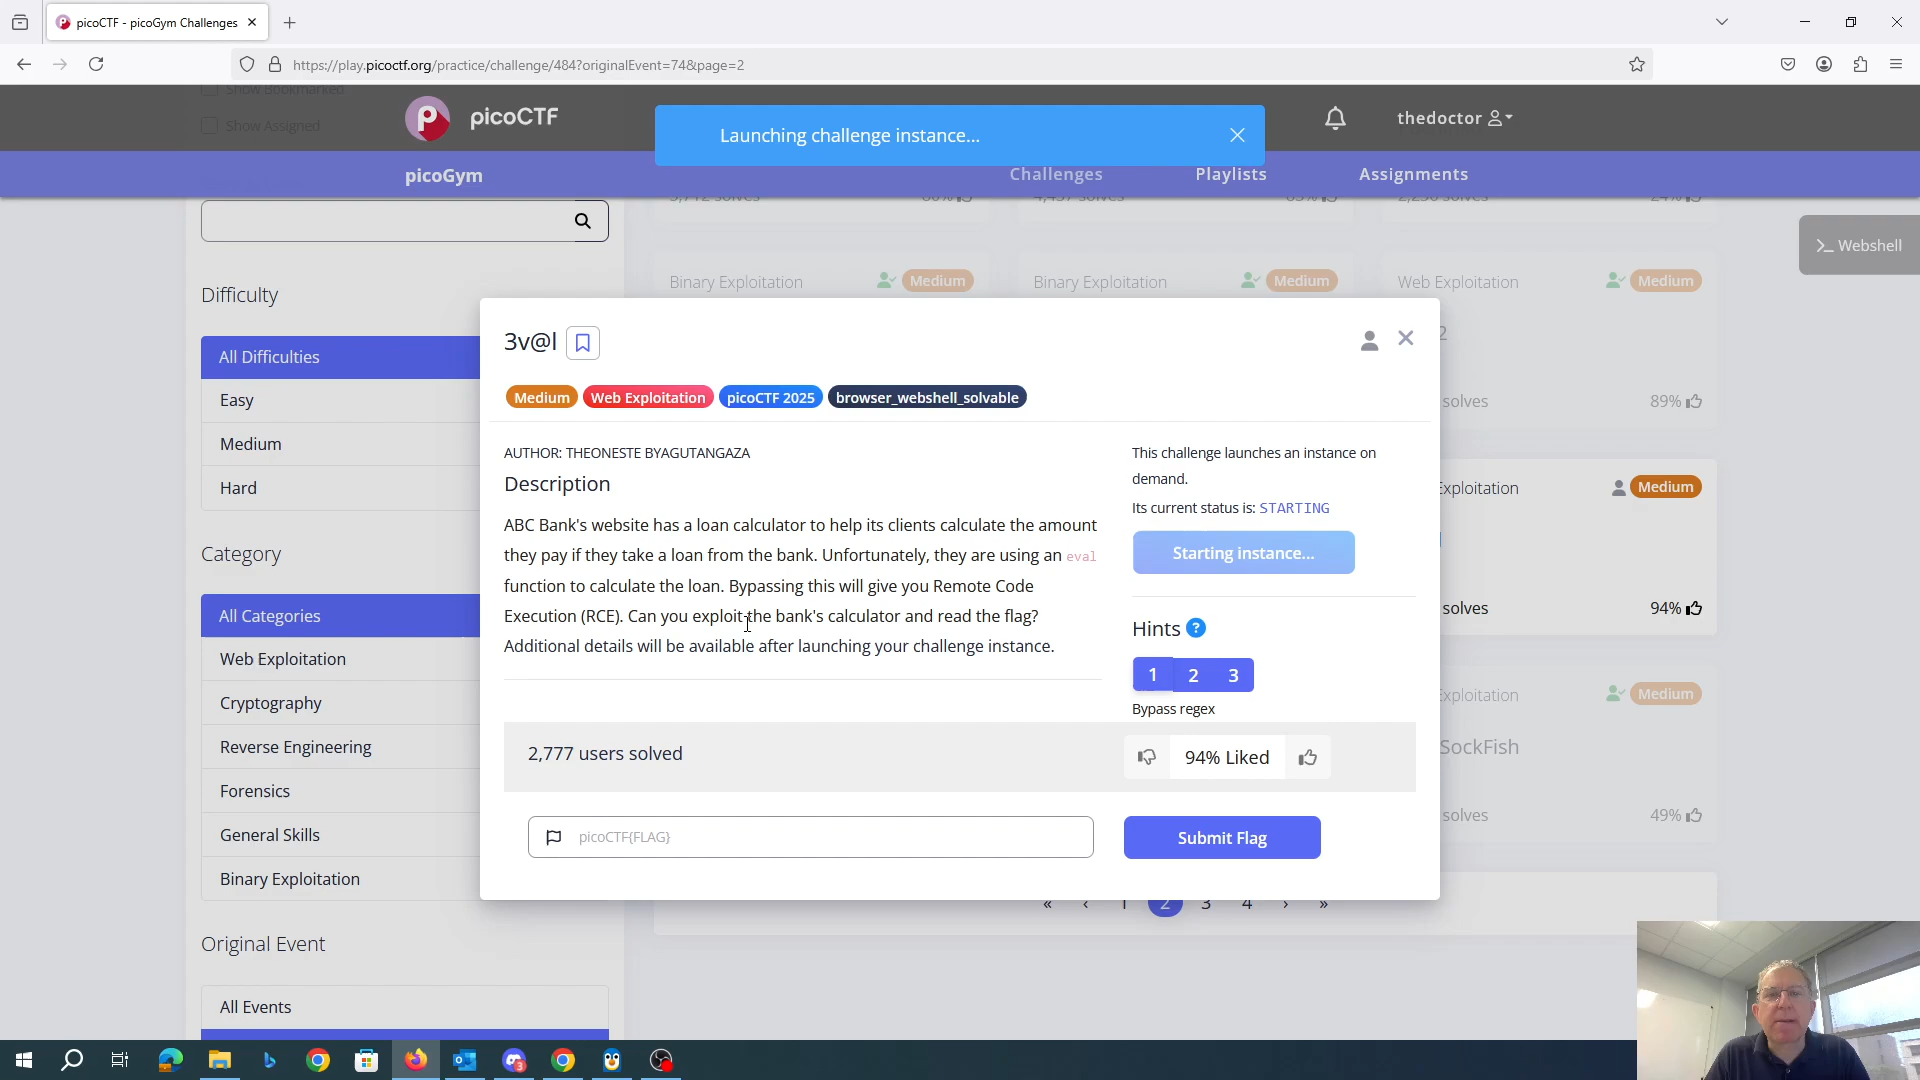 picoCTF - picoGym Challenges
https://play.picoctf.org/practice/challenge/484?originalEvent=74&page=2
Show Bookmarked
Show Assigned
picoCTF
Launching challenge instance...
thedoctor
picoGym
Challenges
Playlists
Assignments
Webshell
Difficulty
All Difficulties
Easy
Medium
Hard
Category
All Categories
Web Exploitation
Cryptography
Reverse Engineering
Forensics
General Skills
Binary Exploitation
Original Event
All Events
Binary Exploitation
Medium
Binary Exploitation
Medium
Web Exploitation
Medium
2
solves
89%
Exploitation
Medium
solves
94%
Exploitation
Medium
SockFish
solves
49%
3v@l
Medium
Web Exploitation
picoCTF 2025
browser_webshell_solvable
AUTHOR: THEONESTE BYAGUTANGAZA
Description
ABC Bank's website has a loan calculator to help its clients calculate the amount
they pay if they take a loan from the bank. Unfortunately, they are using an eval
function to calculate the loan. Bypassing this will give you Remote Code
Execution (RCE). Can you exploit the bank's calculator and read the flag?
Additional details will be available after launching your challenge instance.
This challenge launches an instance on
demand.
Its current status is: STARTING
Starting instance...
Hints ?
1 2 3
Bypass regex
2,777 users solved
94% Liked
picoCTF{FLAG}
Submit Flag
« ‹ 1 2 3 4 › »